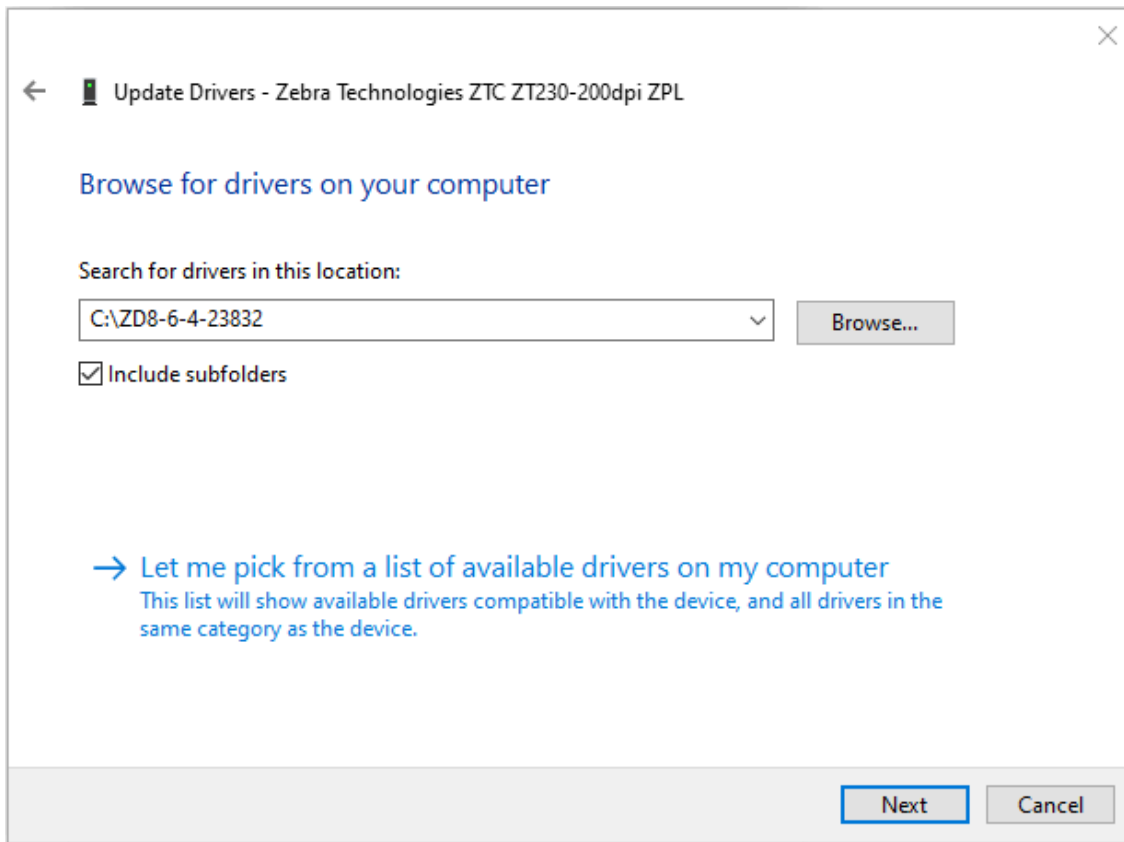 Update Drivers - Zebra Technologies ZTC ZT230-200dpi ZPL
Browse for drivers on your computer
Search for drivers in this location:
C:\ZD8-6-4-23832
Browse...
Include subfolders
Let me pick from a list of available drivers on my computer
This list will show available drivers compatible with the device, and all drivers in the
same category as the device.
Next
Cancel